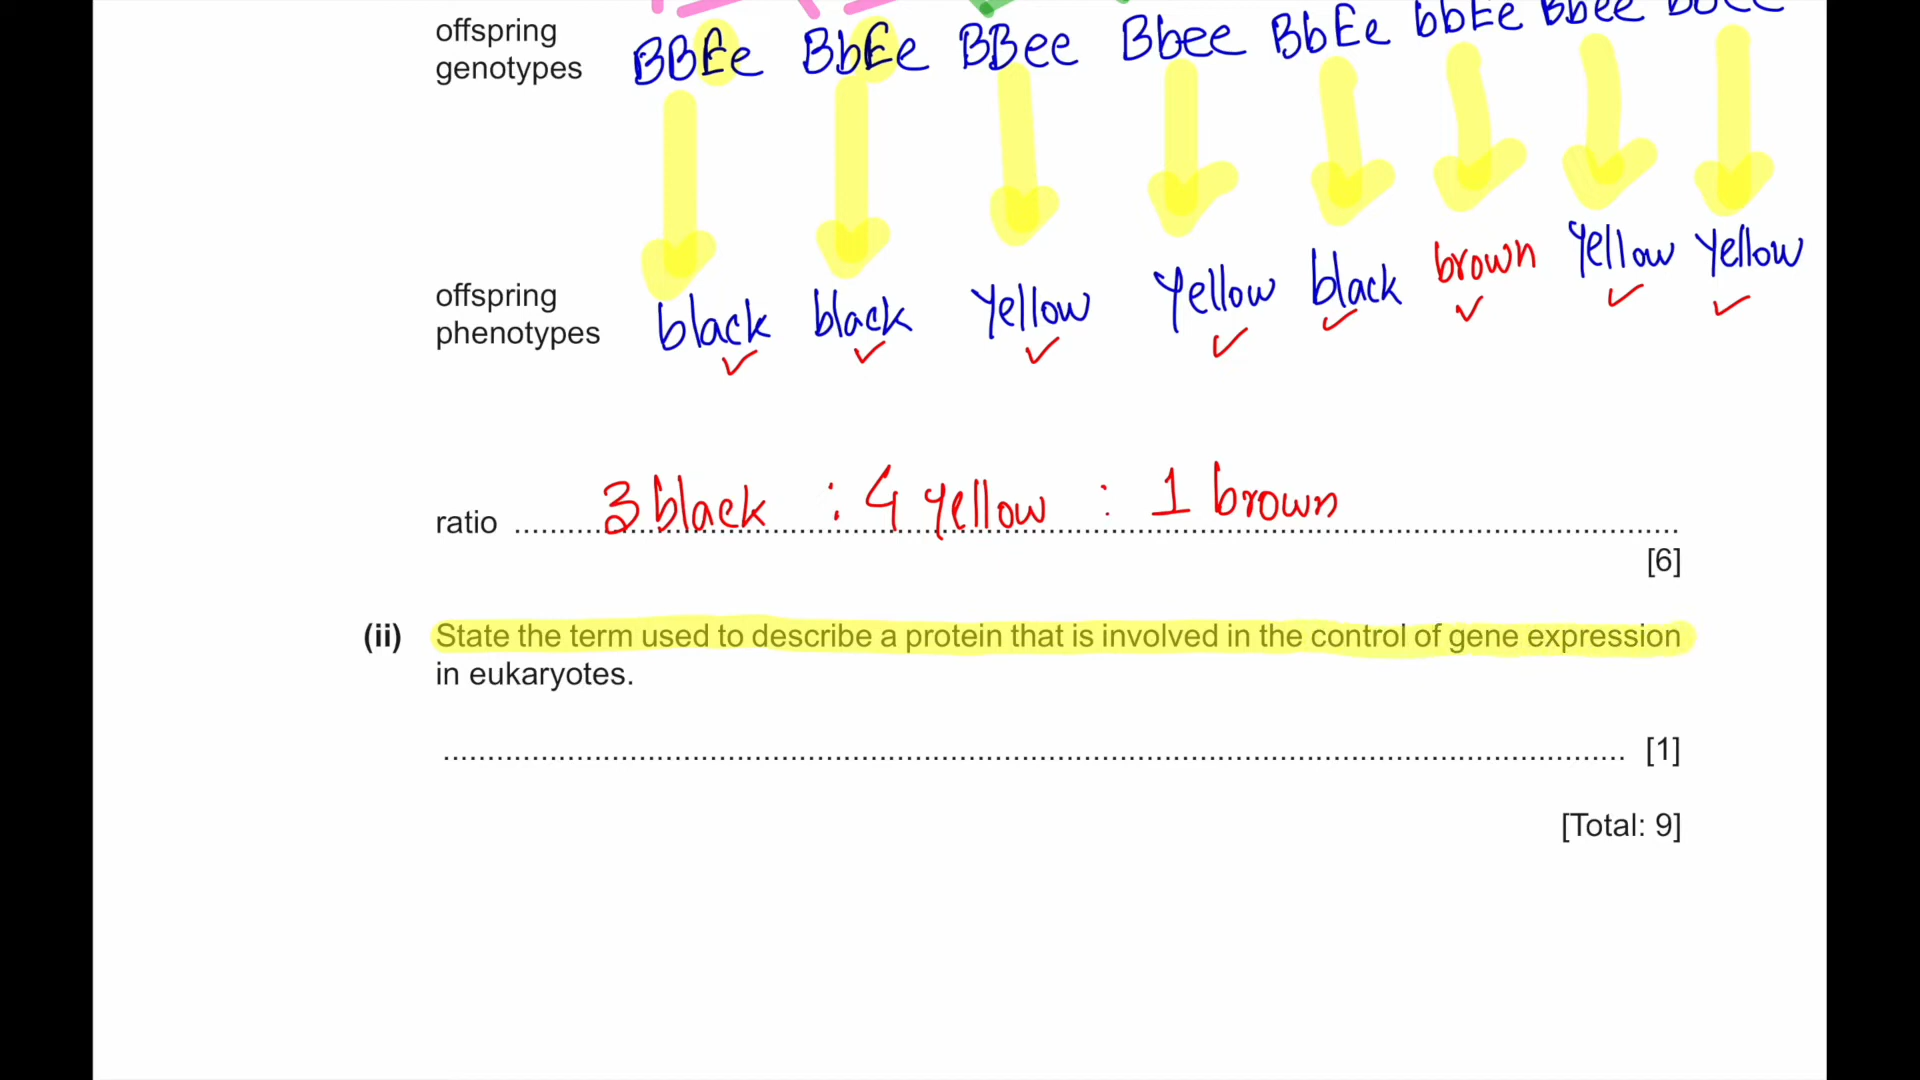 offspring
genotypes BBEe BbEe BBee Bbee BbEe bbEe Bbee
offspring
phenotypes black black yellow yellow black brown yellow yellow
ratio 3 black : 4 yellow : 1 brown
[6]
(ii) State the term used to describe a protein that is involved in the control of gene expression
in eukaryotes.
[1]
[Total: 9]